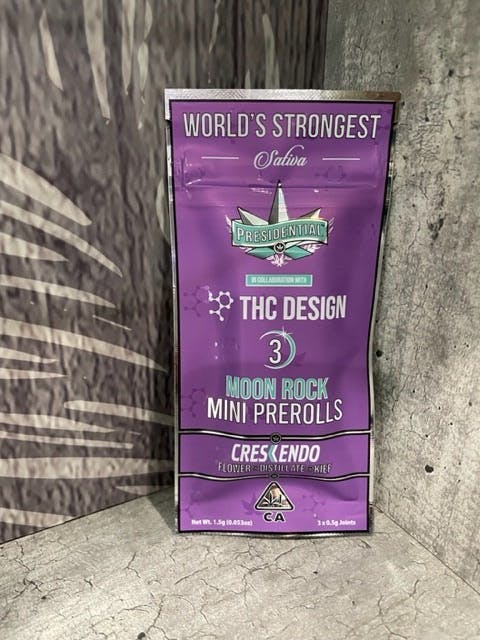 WORLD'S STRONGEST
Sativa
PRESIDENTIAL
IN COLLABORATION WITH
THC DESIGN
3
MOON ROCK
MINI PREROLLS
CRESCENDO
FLOWER + DISTILLATE + KIEF
CA
Net Wt. 1.5g (0.053oz) 3 x 0.5g Joints